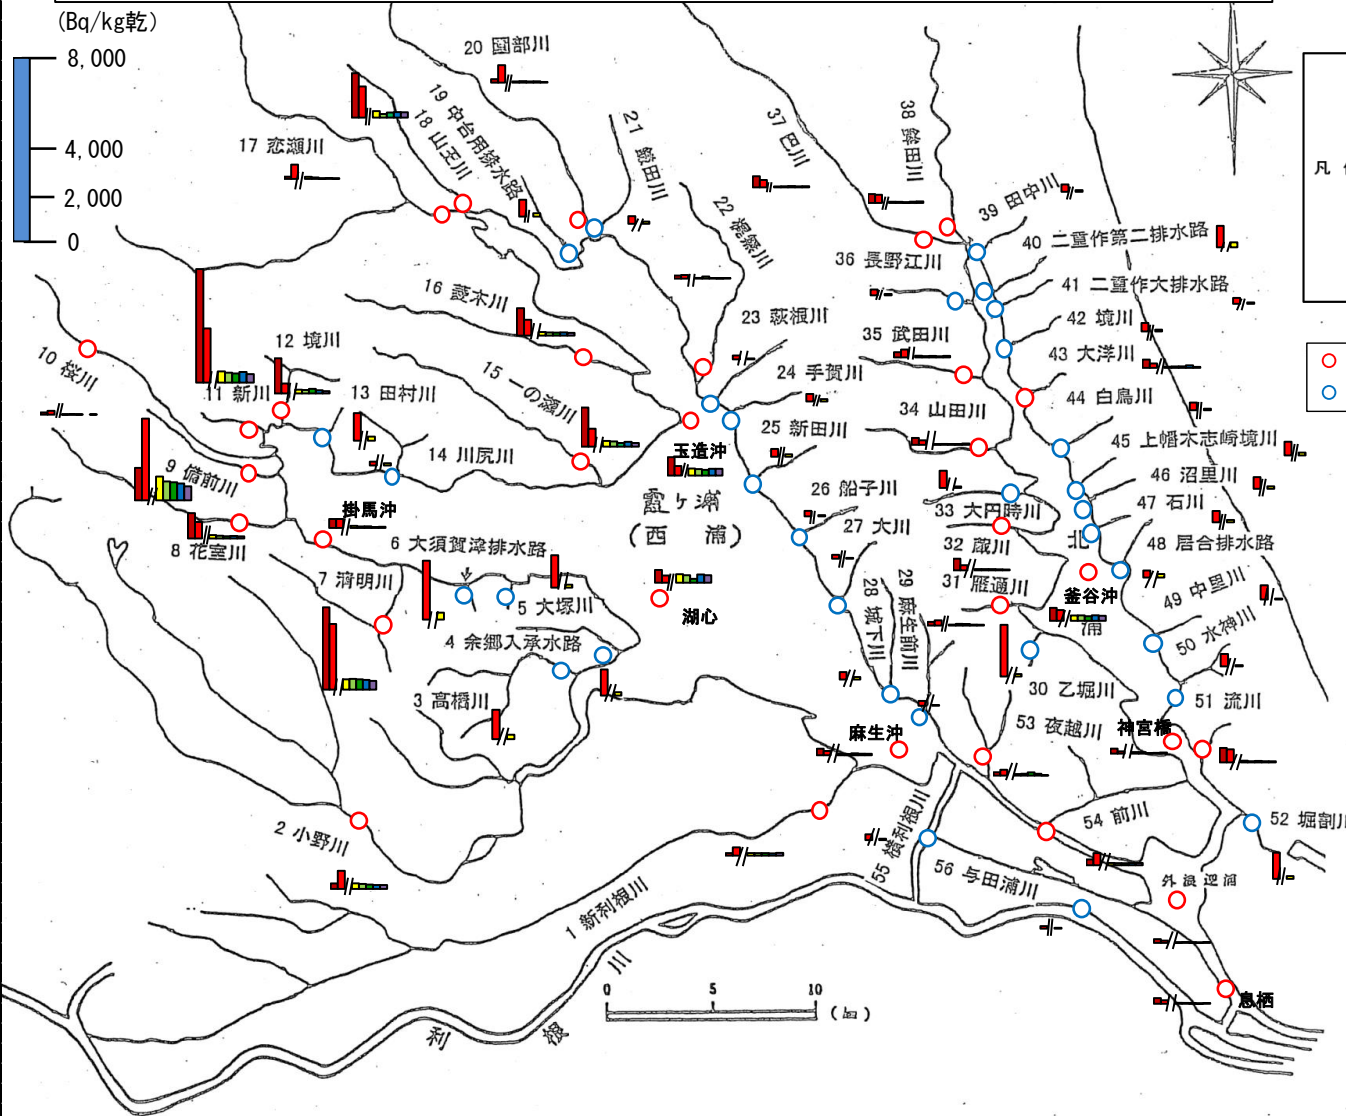 (Bq/kg乾)
8,000
4,000
2,000
0
凡
20 園部川
19 中台用排水路
18 山王川
17 恋瀬川
21 鎌田川
22 梶無川
37 巴川
38 鉾田川
39 田中川
40 二重作第二排水路
36 長野江川
41 二重作大排水路
42 境川
16 菱木川
23 萩根川
35 武田川
43 大洋川
12 境川
10 桜川
11 新川
13 田村川
15 一の瀬川
24 手賀川
34 山田川
44 白鳥川
25 新田川
45 上幡木志崎境川
14 川尻川
玉造沖
46 沼里川
9 備前川
26 船子川
47 石川
掛馬沖
霞ヶ浦
(西 浦)
33 大円時川
8 花室川
6 大須賀津排水路
27 大川
32 蔵川
北
48 居合排水路
7 清明川
28 城下川
29 麻生前川
31 雁通川
釜谷沖
49 中里川
5 大塚川
湖心
浦
50 水神川
4 余郷入承水路
30 乙堀川
3 高橋川
51 流川
53 夜越川
神宮橋
麻生沖
2 小野川
54 前川
52 堀割川
55 横利根川
56 与田浦川
外浪逆浦
1 新利根川
息栖
0 5 10 (㎞)
利 根 川